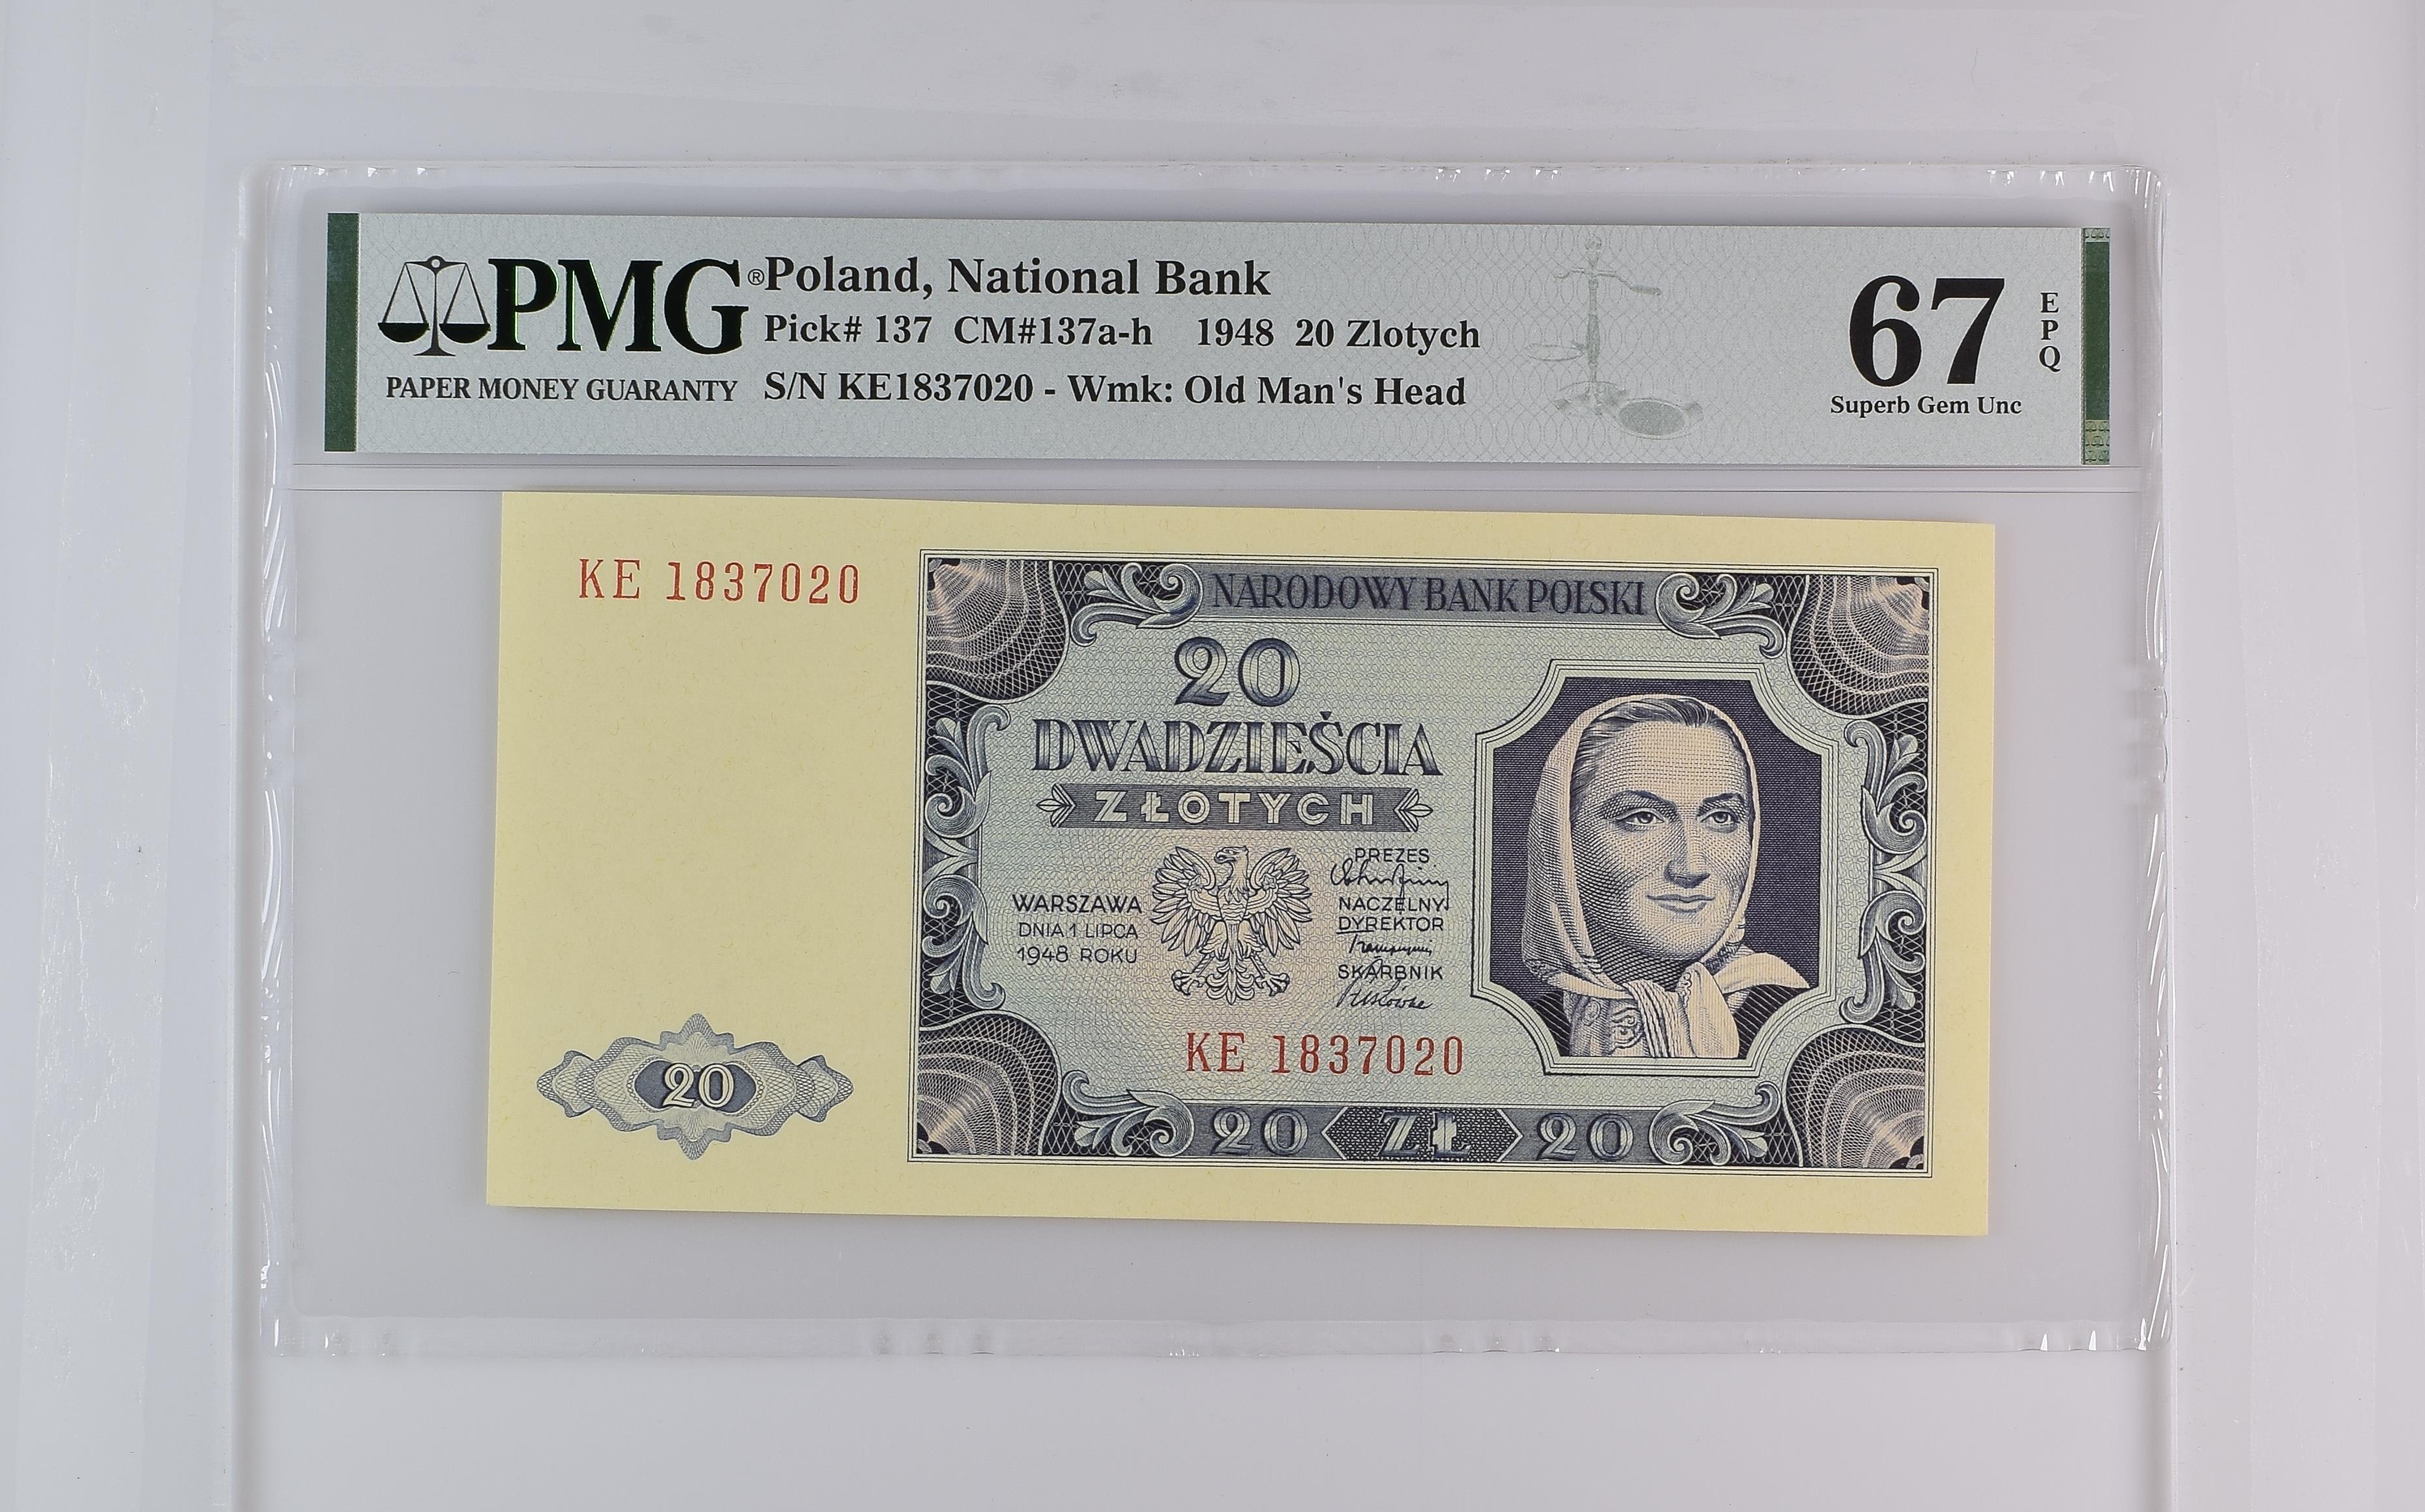 PMG® Poland, National Bank
Pick# 137 CM#137a-h 1948 20 Zlotych
PAPER MONEY GUARANTY S/N KE1837020 - Wmk: Old Man's Head
67
EPQ
Superb Gem Unc
KE 1837020
NARODOWY BANK POLSKI
20
DWADZIEŚCIA
ZŁOTYCH
WARSZAWA
DNIA 1 LIPCA
1948 ROKU
PREZES
NACZELNY
DYREKTOR
SKARBNIK
KE 1837020
20
20 ZŁ 20